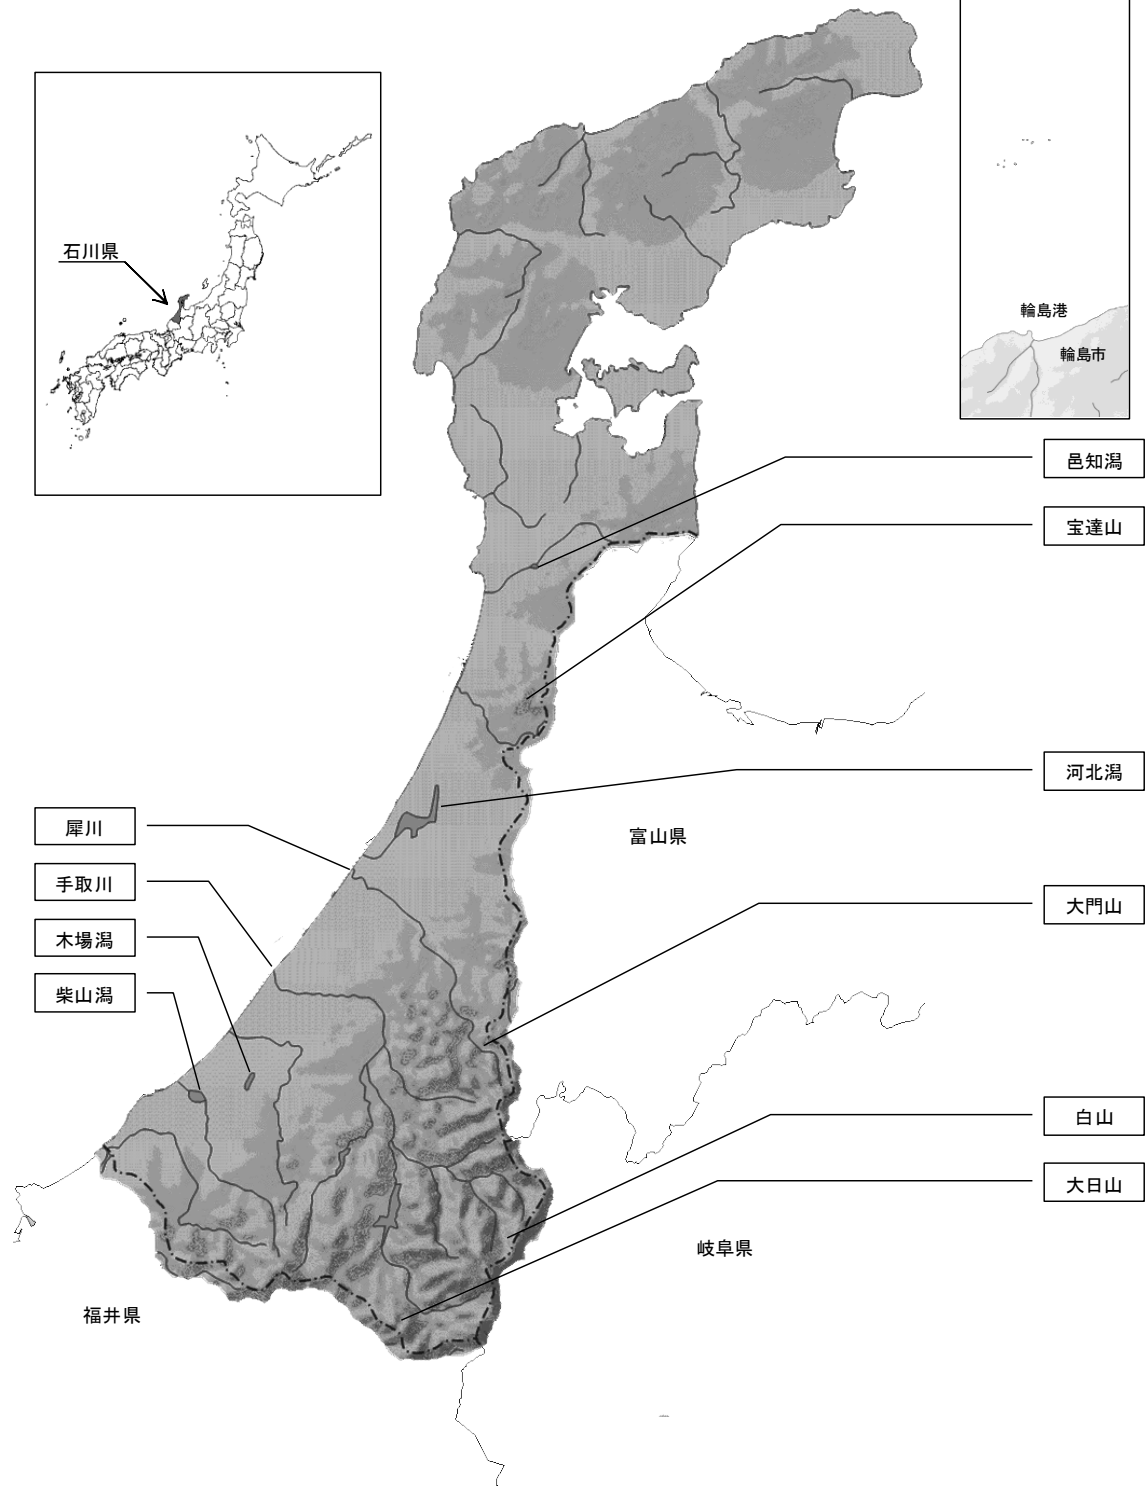 石川県
輪島港
輪島市
邑知潟
宝達山
河北潟
富山県
犀川
手取川
木場潟
柴山潟
大門山
白山
大日山
岐阜県
福井県